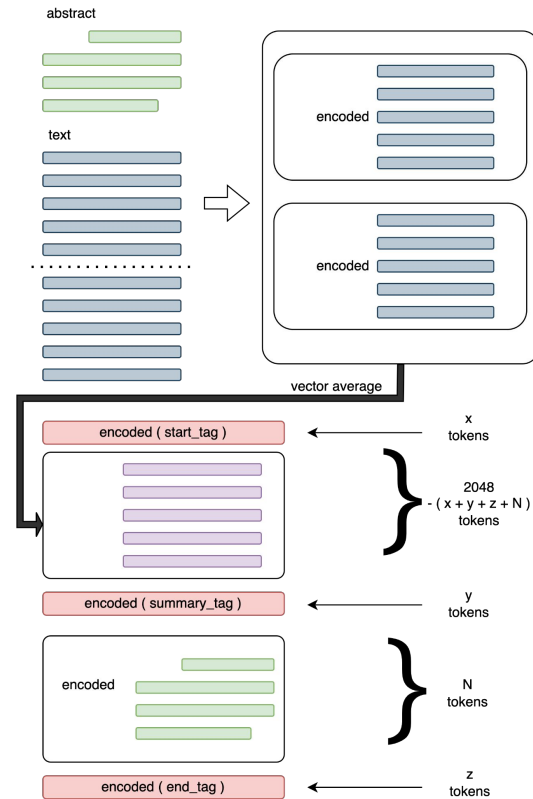 abstract
text
encoded
encoded
vector average
encoded ( start_tag )
x
tokens
2048
- ( x + y + z + N )
tokens
encoded ( summary_tag )
y
tokens
encoded
N
tokens
encoded ( end_tag )
z
tokens